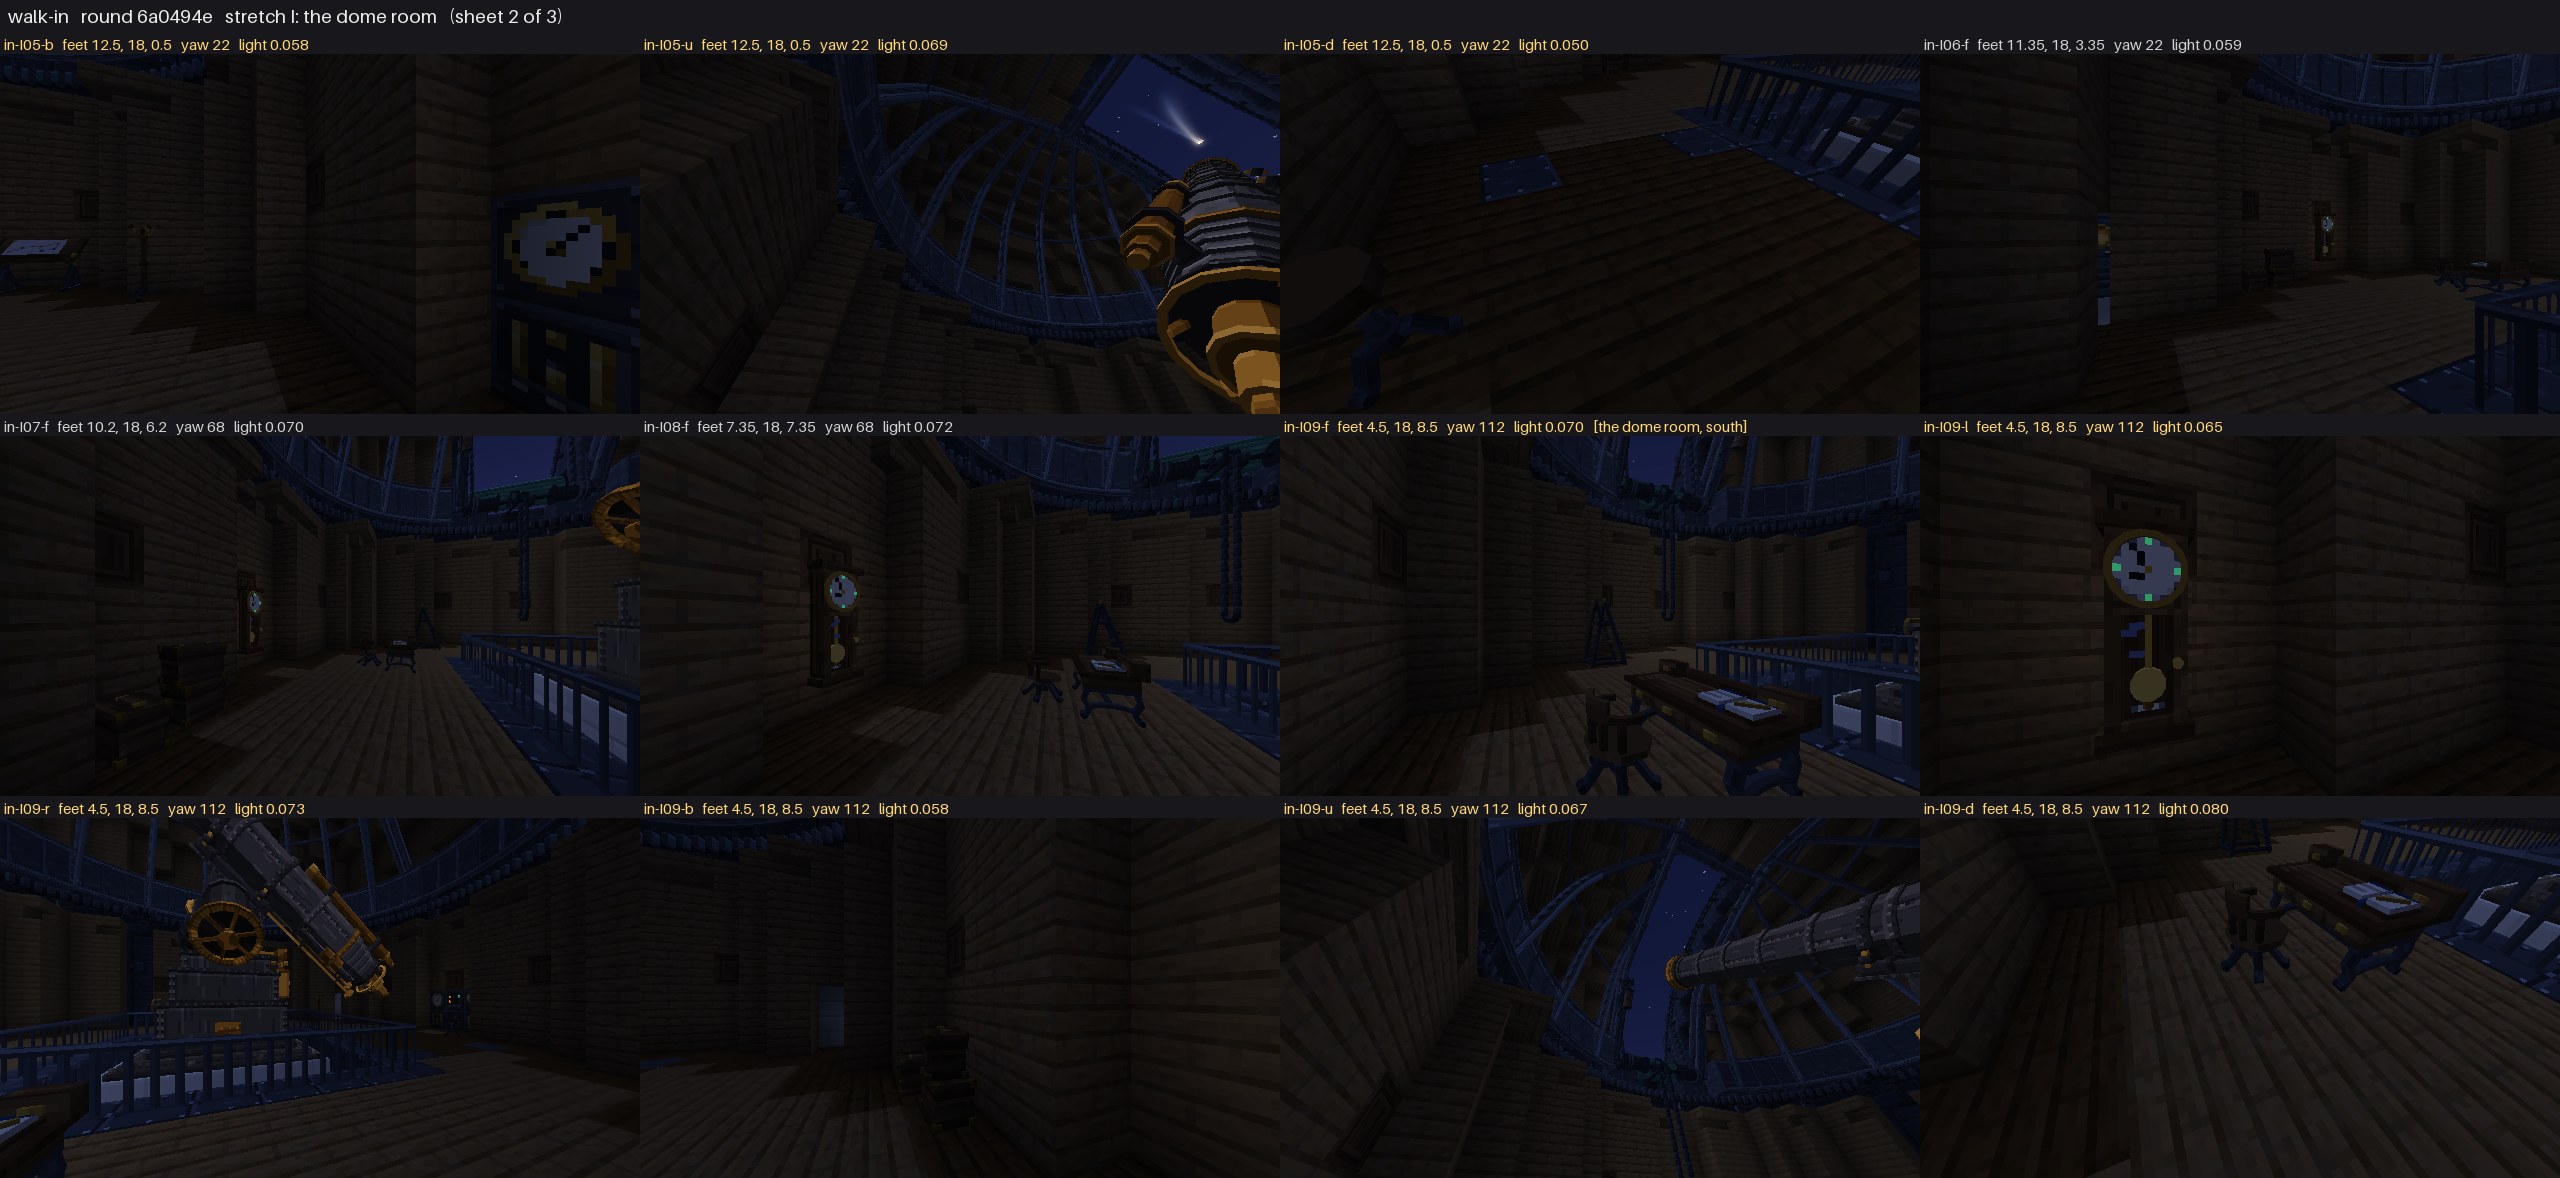 walk-in round 6a0494e stretch I: the dome room (sheet 2 of 3)
in-I05-b feet 12.5, 18, 0.5 yaw 22 light 0.058
in-I05-u feet 12.5, 18, 0.5 yaw 22 light 0.069
in-I05-d feet 12.5, 18, 0.5 yaw 22 light 0.050
in-I06-f feet 11.35, 18, 3.35 yaw 22 light 0.059
in-I07-f feet 10.2, 18, 6.2 yaw 68 light 0.070
in-I08-f feet 7.35, 18, 7.35 yaw 68 light 0.072
in-I09-f feet 4.5, 18, 8.5 yaw 112 light 0.070 [the dome room, south]
in-I09-l feet 4.5, 18, 8.5 yaw 112 light 0.065
in-I09-r feet 4.5, 18, 8.5 yaw 112 light 0.073
in-I09-b feet 4.5, 18, 8.5 yaw 112 light 0.058
in-I09-u feet 4.5, 18, 8.5 yaw 112 light 0.067
in-I09-d feet 4.5, 18, 8.5 yaw 112 light 0.080